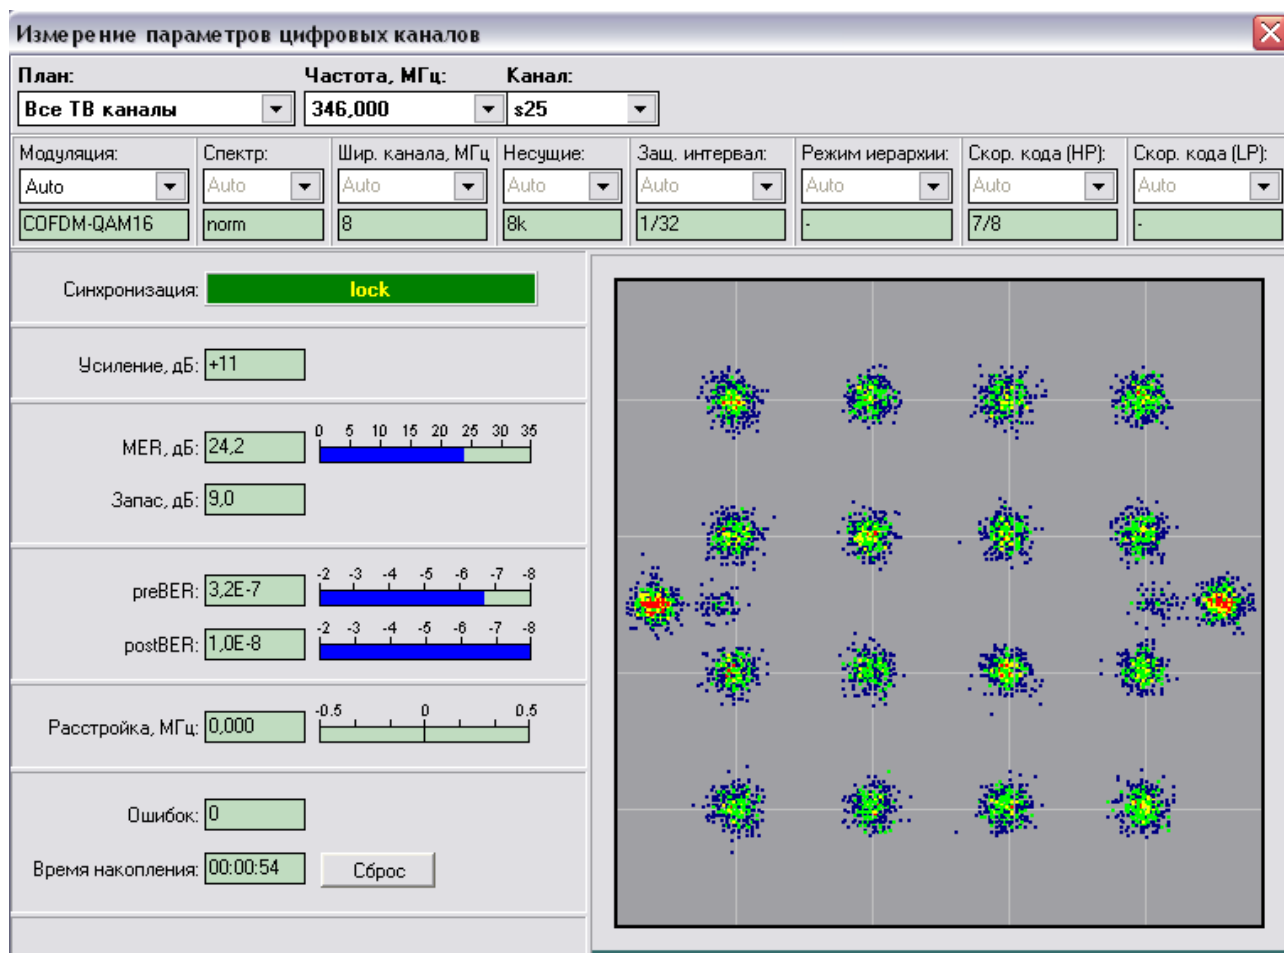 Измерение параметров цифровых каналов
План: Частота, МГц: Канал:
Все ТВ каналы 346,000 s25
Модуляция: Спектр: Шир. канала, МГц Несущие: Защ. интервал: Режим иерархии: Скор. кода (HP): Скор. кода (LP):
Auto Auto Auto Auto Auto Auto Auto Auto
COFDM-QAM16 norm 8 8k 1/32 - 7/8 -
Синхронизация: lock
Усиление, дБ: +11
0 5 10 15 20 25 30 35
MER, дБ: 24,2
Запас, дБ: 9,0
-2 -3 -4 -5 -6 -7 -8
preBER: 3,2E-7
-2 -3 -4 -5 -6 -7 -8
postBER: 1,0E-8
-0.5 0 0.5
Расстройка, МГц: 0,000
Ошибок: 0
Время накопления: 00:00:54 Сброс